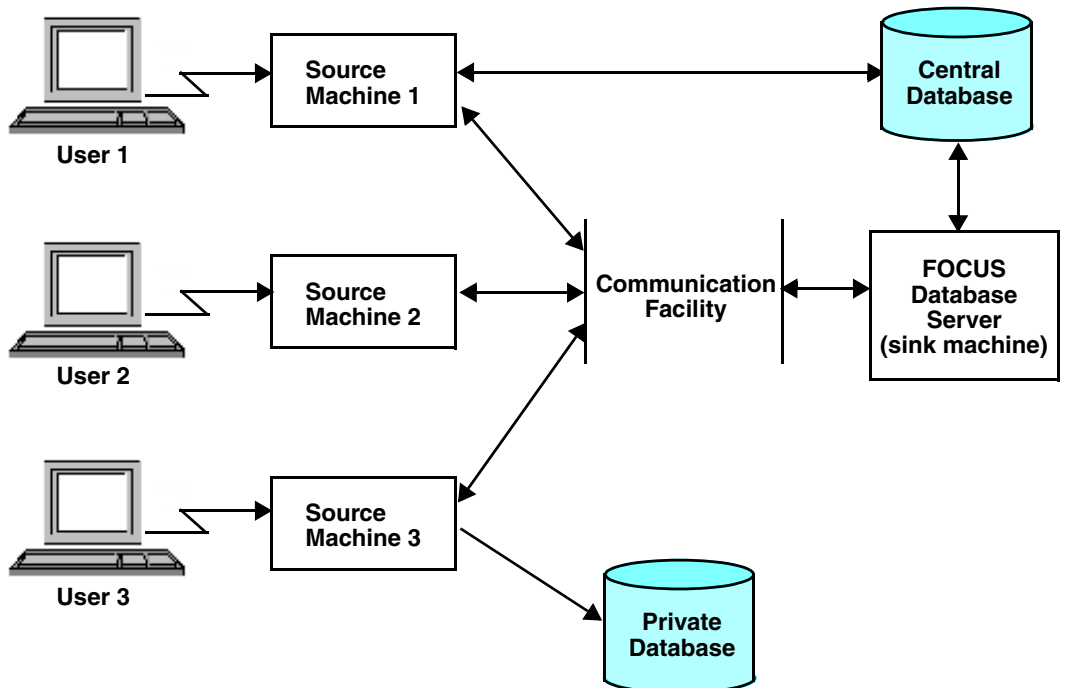 Source
Machine 1
Central
Database
User 1
Source
Machine 2
Communication
Facility
FOCUS
Database
Server
(sink machine)
User 2
Source
Machine 3
User 3
Private
Database